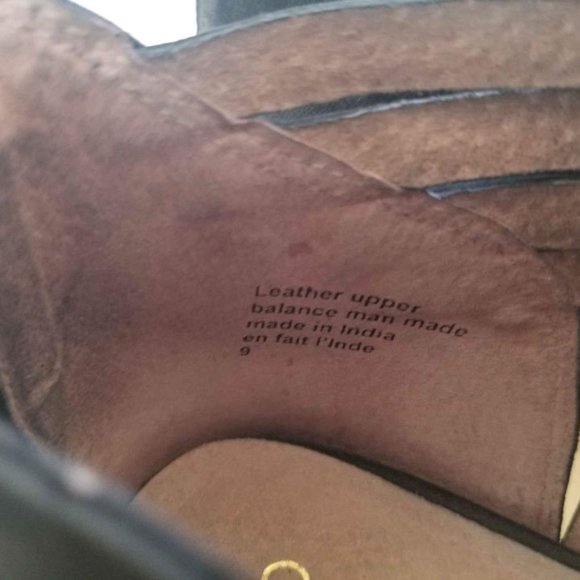 Leather upper
balance man made
made in India
en fait l'Inde
9